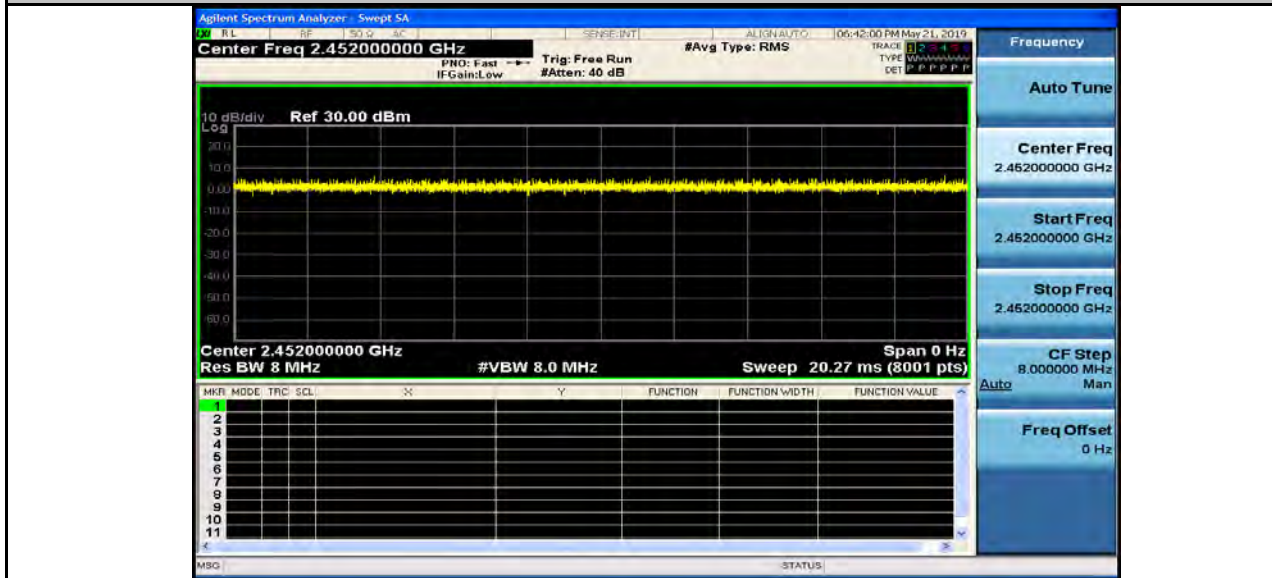 Agilent Spectrum Analyzer - Swept SA
LXI RL RF 50 Ω AC SENSE:INT ALIGN AUTO 06:42:00 PM May 21, 2019
Center Freq 2.452000000 GHz #Avg Type: RMS TRACE 1 2 3 4 5 6
PNO: Fast Trig: Free Run TYPE
IFGain:Low #Atten: 40 dB DET P P P P P P
10 dB/div Ref 30.00 dBm
Log
20.0
10.0
0.00
-10.0
-20.0
-30.0
-40.0
-50.0
-60.0
Center 2.452000000 GHz Span 0 Hz
Res BW 8 MHz #VBW 8.0 MHz Sweep 20.27 ms (8001 pts)
MKR MODE TRC SCL X Y FUNCTION FUNCTION WIDTH FUNCTION VALUE
1
2
3
4
5
6
7
8
9
10
11
MSG STATUS
Frequency
Auto Tune
Center Freq
2.452000000 GHz
Start Freq
2.452000000 GHz
Stop Freq
2.452000000 GHz
CF Step
8.000000 MHz
Auto Man
Freq Offset
0 Hz